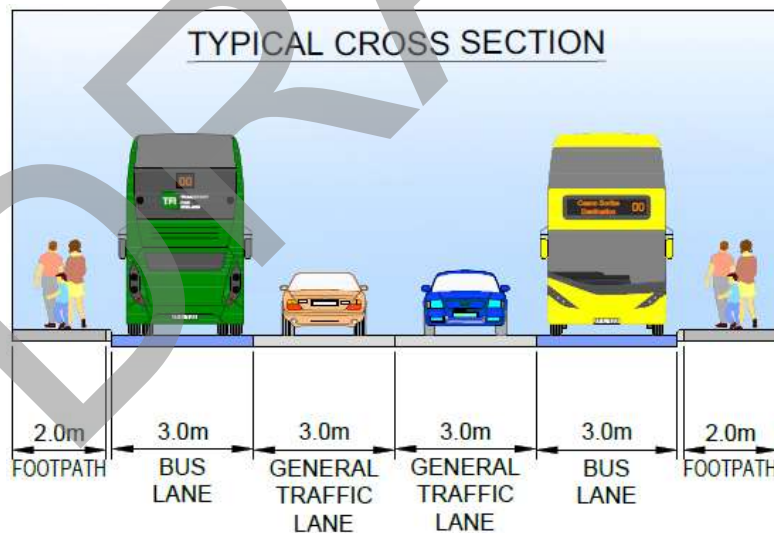 TYPICAL CROSS SECTION
00
TFI
00
2.0m
3.0m
3.0m
3.0m
3.0m
2.0m
FOOTPATH
BUS
LANE
GENERAL
TRAFFIC
LANE
GENERAL
TRAFFIC
LANE
BUS
LANE
FOOTPATH